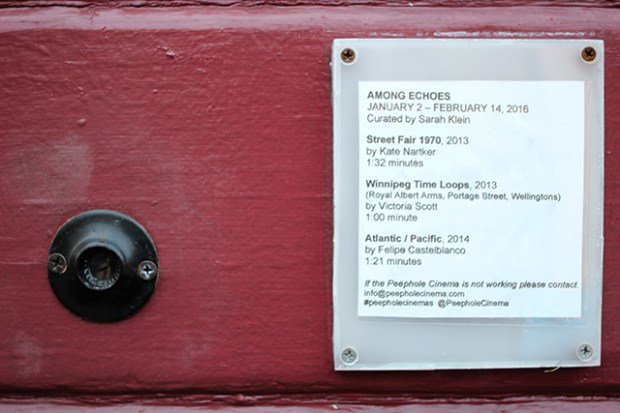 AMONG ECHOES
JANUARY 2 – FEBRUARY 14, 2016
Curated by Sarah Klein
Street Fair 1970, 2013
by Kate Nartker
1:32 minutes
Winnipeg Time Loops, 2013
(Royal Albert Arms, Portage Street, Wellingtons)
by Victoria Scott
1:00 minute
Atlantic / Pacific, 2014
by Felipe Castelblanco
1:21 minutes
If the Peephole Cinema is not working please contact:
info@peepholecinema.com
#peepholecinemas @PeepholeCinema